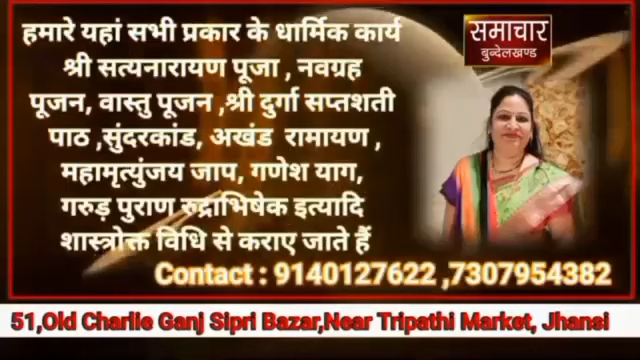 समाचार
बुन्देलखण्ड
हमारे यहां सभी प्रकार के धार्मिक कार्य
श्री सत्यनारायण पूजा , नवग्रह
पूजन, वास्तु पूजन ,श्री दुर्गा सप्तशती
पाठ ,सुंदरकांड, अखंड रामायण ,
महामृत्युंजय जाप, गणेश याग,
गरुड़ पुराण रुद्राभिषेक इत्यादि
शास्त्रोक्त विधि से कराए जाते हैं
Contact : 9140127622 ,7307954382
51,Old Charlie Ganj Sipri Bazar,Near Tripathi Market, Jhansi